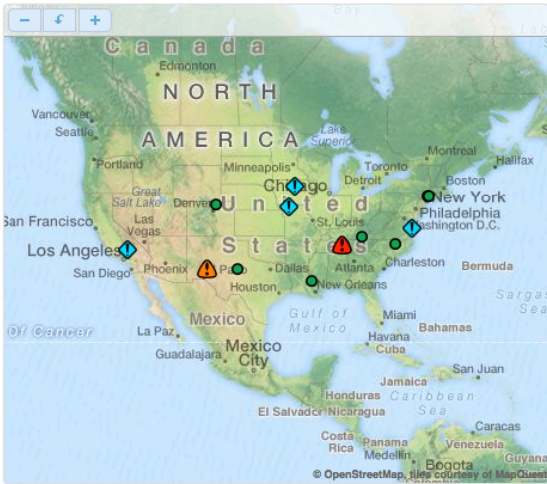 Bay
Canada
Edmonton
NORTH
Vancouver
Seattle
AMERICA
Lake
Superior
Montreal
Halifax
Portland
Minneapolis
Toronto
Great
Salt Lake
Chicago
Detroit
Boston
Denver
United
New York
Philadelphia
San Francisco
Las
Vegas
St. Louis
Washington D.C.
Los Angeles
States
San Diego
Phoenix
Paso
Dallas
Atlanta
Charleston
Bermuda
Houston
New Orleans
Mexico
Gulf of
Mexico
Miami
Bahamas
Of Cancer
La Paz
Havana
Cuba
Guadalajara
Mexico
City
San Juan
Jamaica
Honduras
Caribbean
Sea
El Salvador
Nicaragua
Costa
Rica
Panama
Caracas
Venezuela
Medellín
Guyana
Bogota
© OpenStreetMap, tiles courtesy of MapQuest